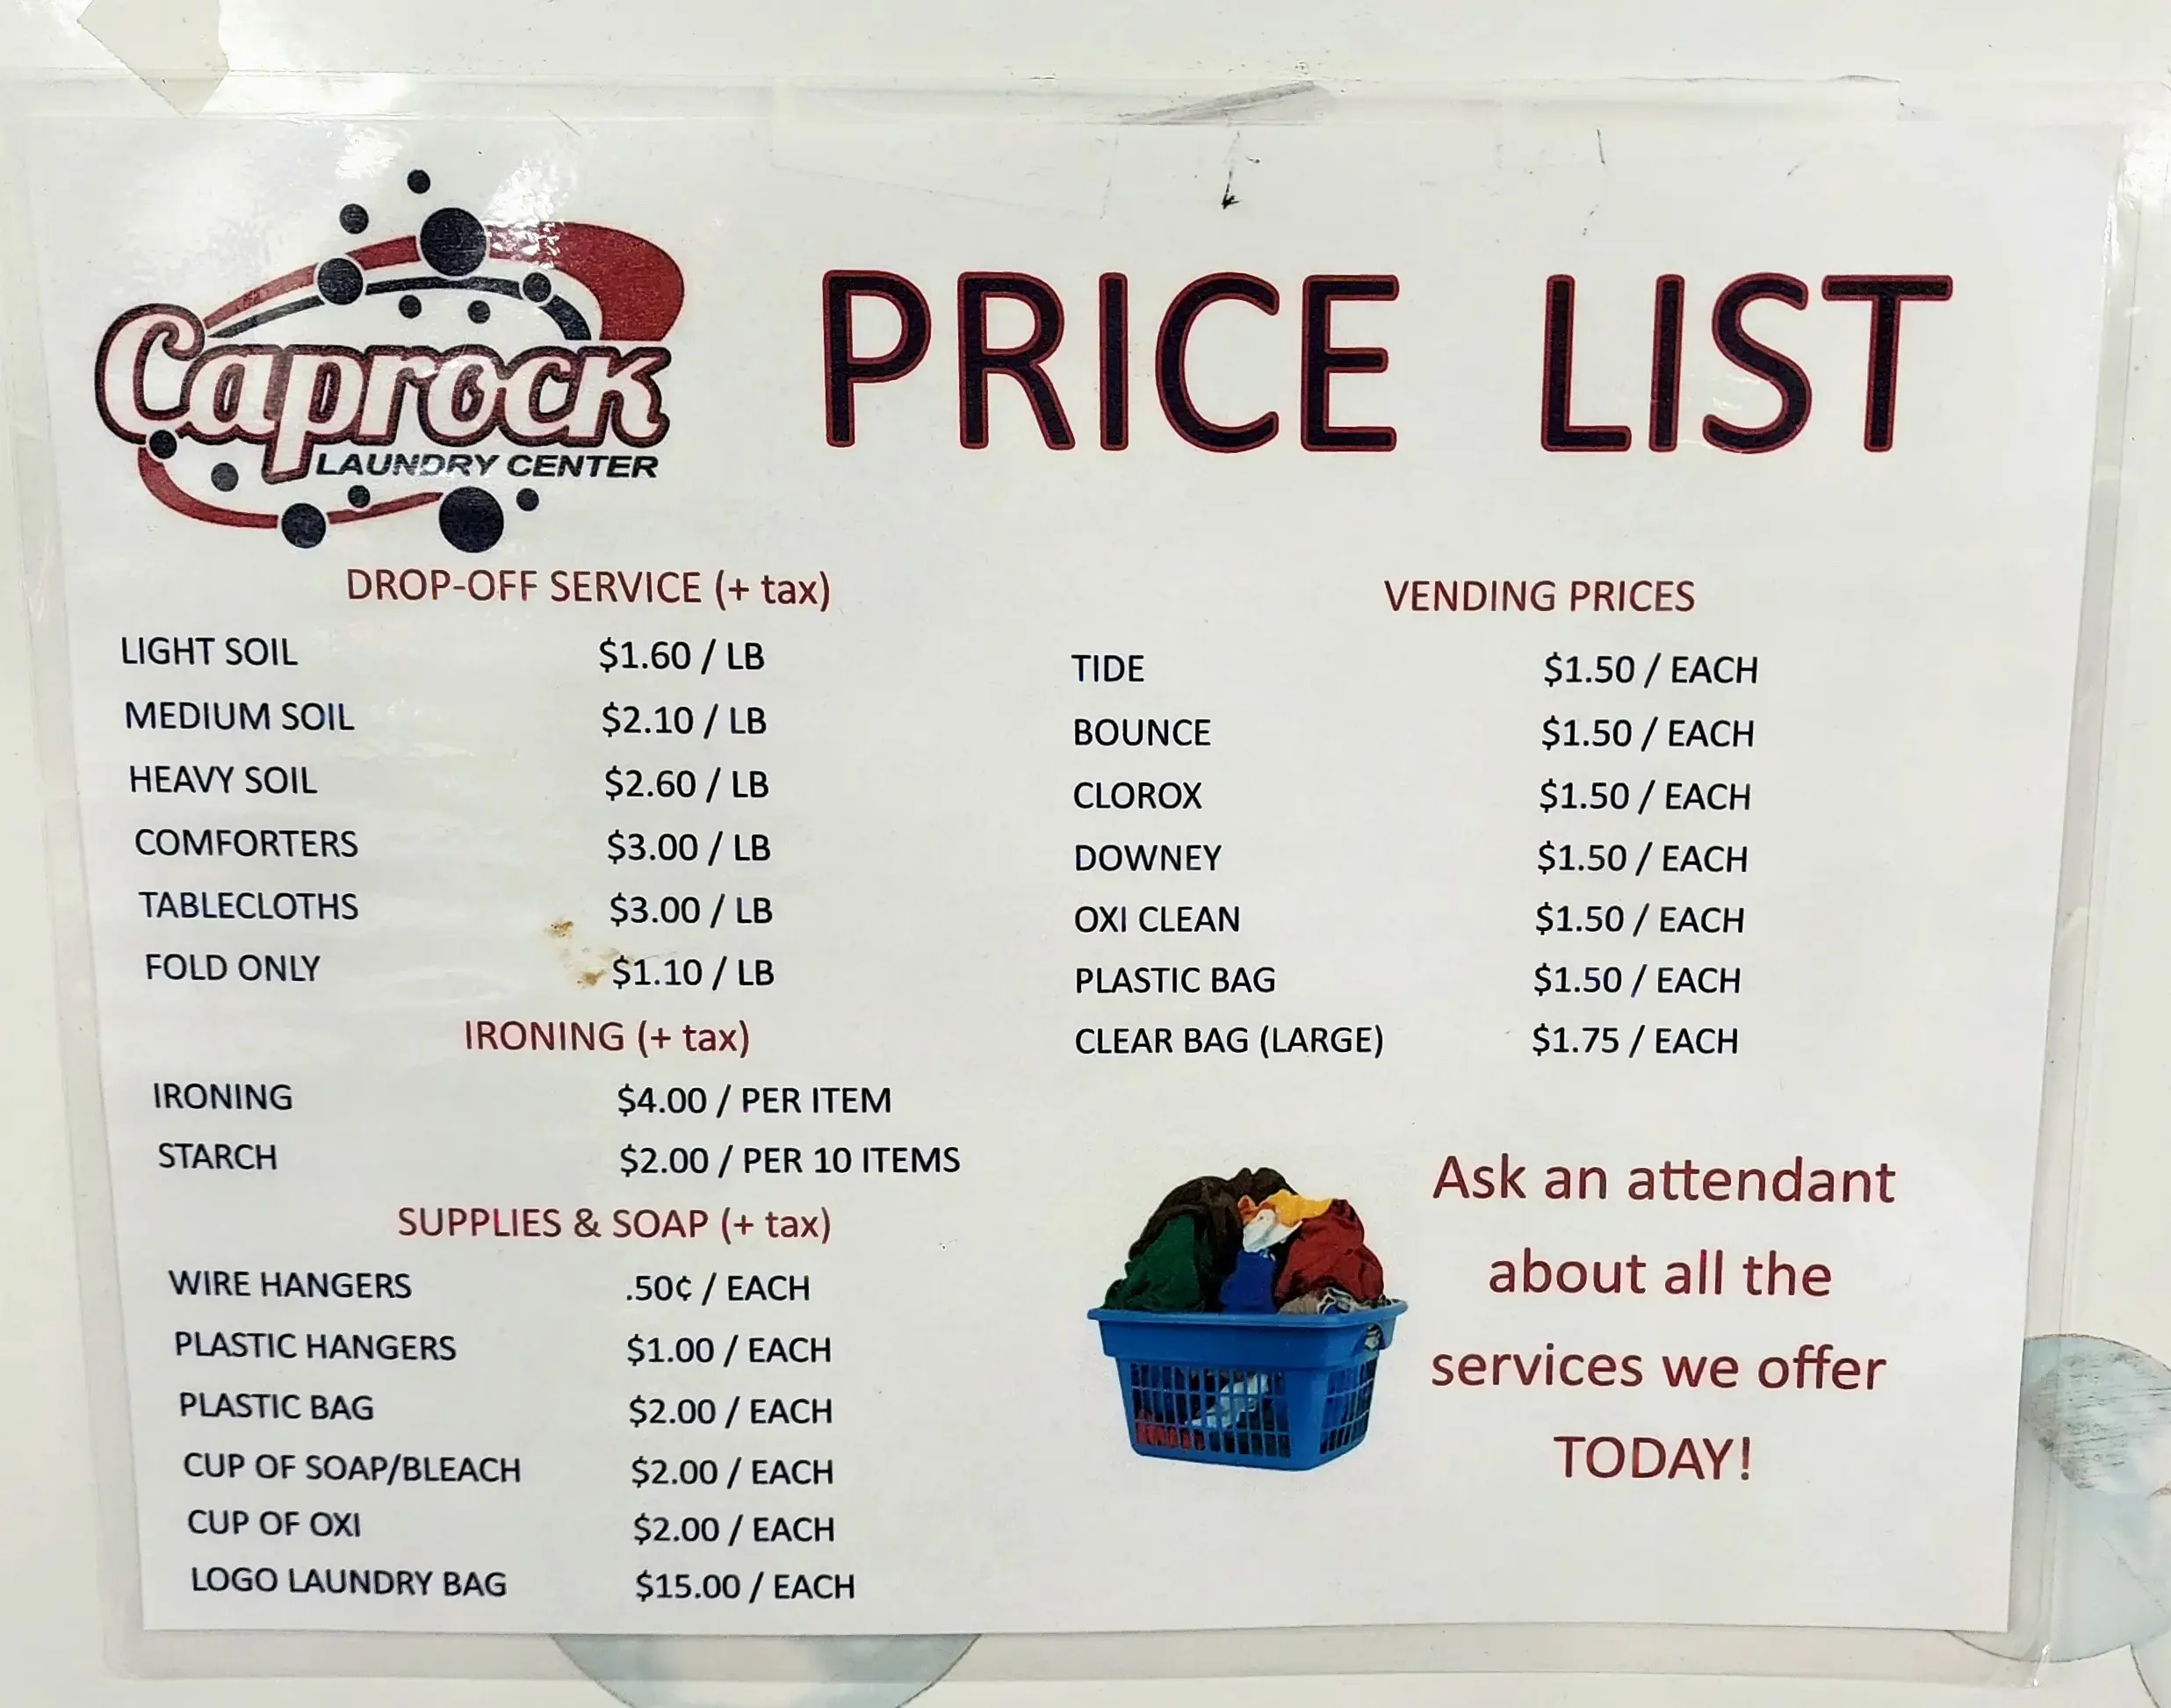 Caprock
LAUNDRY CENTER
PRICE LIST
DROP-OFF SERVICE (+ tax)
LIGHT SOIL $1.60 / LB
MEDIUM SOIL $2.10 / LB
HEAVY SOIL $2.60 / LB
COMFORTERS $3.00 / LB
TABLECLOTHS $3.00 / LB
FOLD ONLY $1.10 / LB
IRONING (+ tax)
IRONING $4.00 / PER ITEM
STARCH $2.00 / PER 10 ITEMS
SUPPLIES & SOAP (+ tax)
WIRE HANGERS .50¢ / EACH
PLASTIC HANGERS $1.00 / EACH
PLASTIC BAG $2.00 / EACH
CUP OF SOAP/BLEACH $2.00 / EACH
CUP OF OXI $2.00 / EACH
LOGO LAUNDRY BAG $15.00 / EACH
VENDING PRICES
TIDE $1.50 / EACH
BOUNCE $1.50 / EACH
CLOROX $1.50 / EACH
DOWNEY $1.50 / EACH
OXI CLEAN $1.50 / EACH
PLASTIC BAG $1.50 / EACH
CLEAR BAG (LARGE) $1.75 / EACH
Ask an attendant
about all the
services we offer
TODAY!